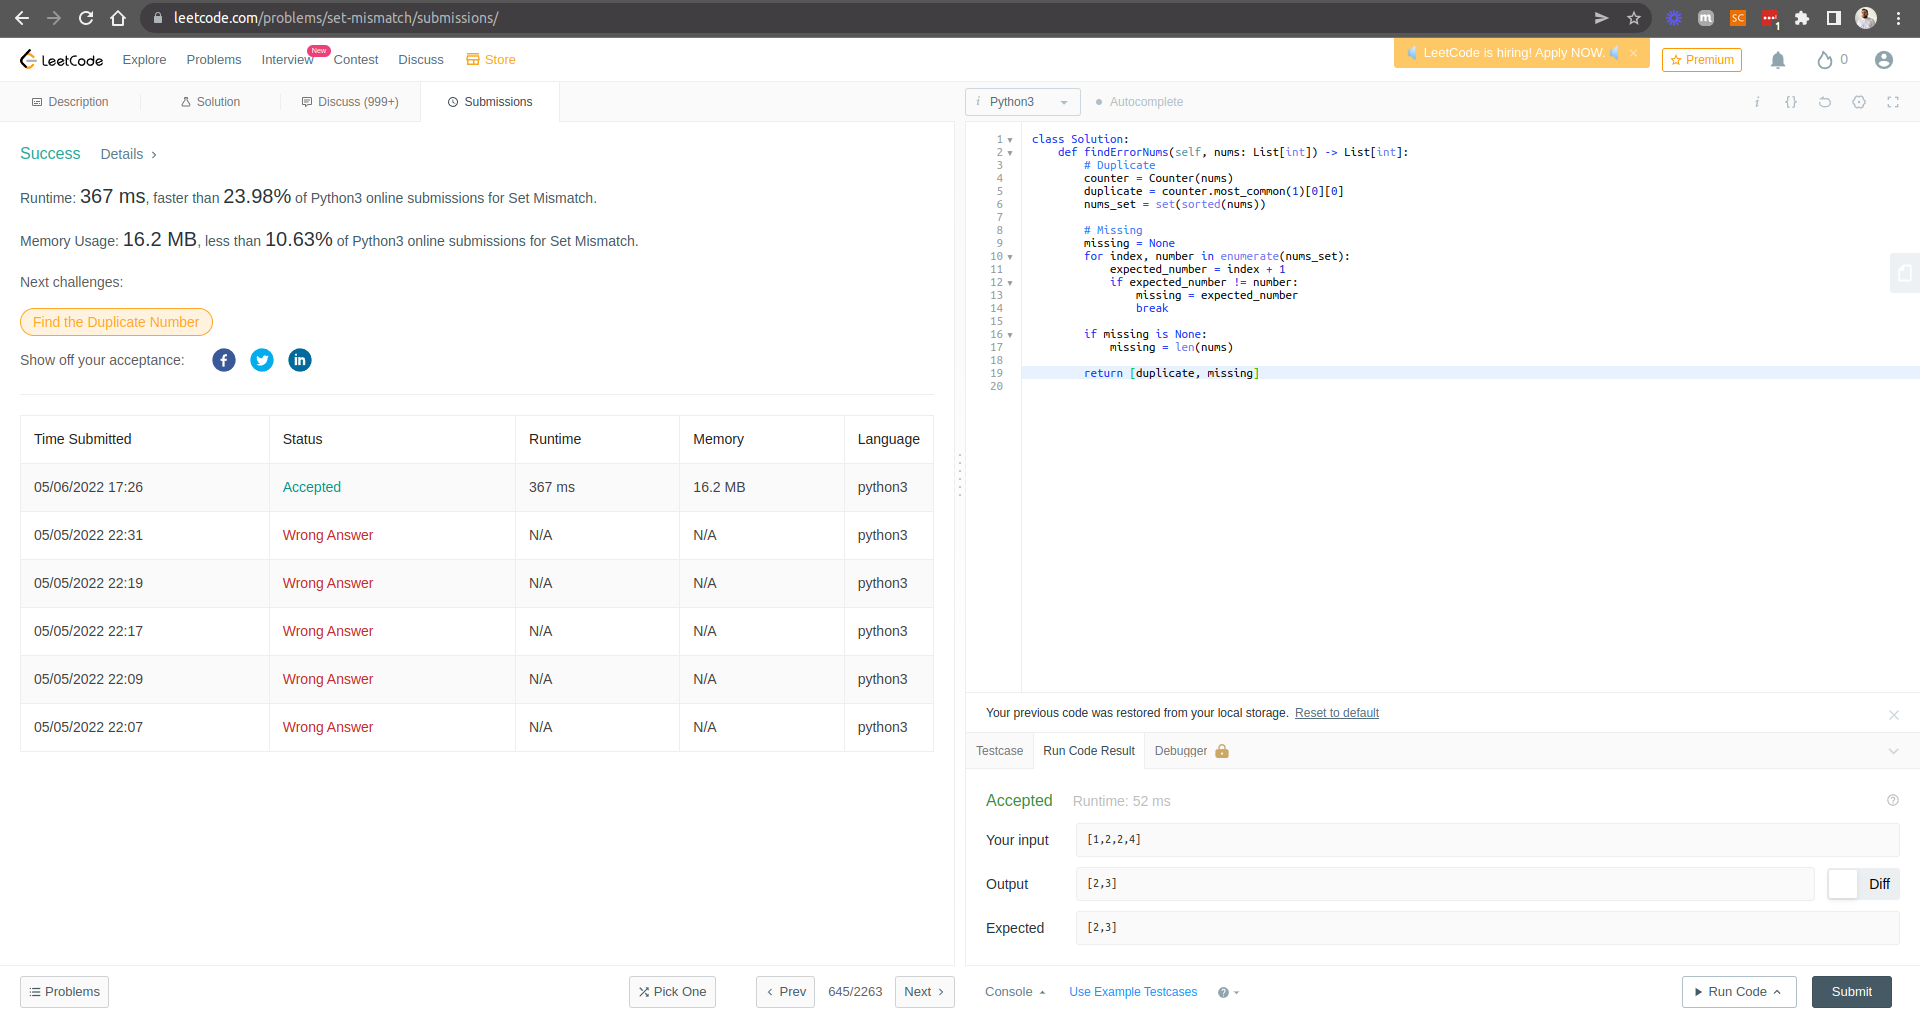 leetcode.com/problems/set-mismatch/submissions/
SC
1
LeetCode
Explore
Problems
Interview
New
Contest
Discuss
Store
LeetCode is hiring! Apply NOW.
Premium
0
Description
Solution
Discuss (999+)
Submissions
i Python3
Autocomplete
i {}
Success Details >
Runtime: 367 ms, faster than 23.98% of Python3 online submissions for Set Mismatch.
Memory Usage: 16.2 MB, less than 10.63% of Python3 online submissions for Set Mismatch.
Next challenges:
Find the Duplicate Number
Show off your acceptance:
Time Submitted Status Runtime Memory Language
05/06/2022 17:26 Accepted 367 ms 16.2 MB python3
05/05/2022 22:31 Wrong Answer N/A N/A python3
05/05/2022 22:19 Wrong Answer N/A N/A python3
05/05/2022 22:17 Wrong Answer N/A N/A python3
05/05/2022 22:09 Wrong Answer N/A N/A python3
05/05/2022 22:07 Wrong Answer N/A N/A python3
1 class Solution:
2     def findErrorNums(self, nums: List[int]) -> List[int]:
3         # Duplicate
4         counter = Counter(nums)
5         duplicate = counter.most_common(1)[0][0]
6         nums_set = set(sorted(nums))
7
8         # Missing
9         missing = None
10         for index, number in enumerate(nums_set):
11             expected_number = index + 1
12             if expected_number != number:
13                 missing = expected_number
14                 break
15
16         if missing is None:
17             missing = len(nums)
18
19         return [duplicate, missing]
20
Your previous code was restored from your local storage. Reset to default
Testcase
Run Code Result
Debugger
Accepted Runtime: 52 ms
Your input [1,2,2,4]
Output [2,3] Diff
Expected [2,3]
Problems
Pick One
< Prev
645/2263
Next >
Console
Use Example Testcases
?
Run Code
Submit